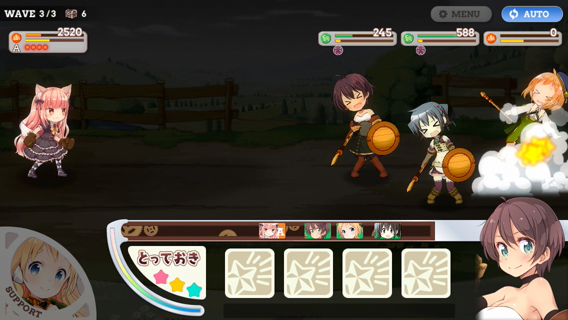 WAVE 3/3 6
MENU
AUTO
2520
A
245
588
0
A
とっておき
SUPPORT